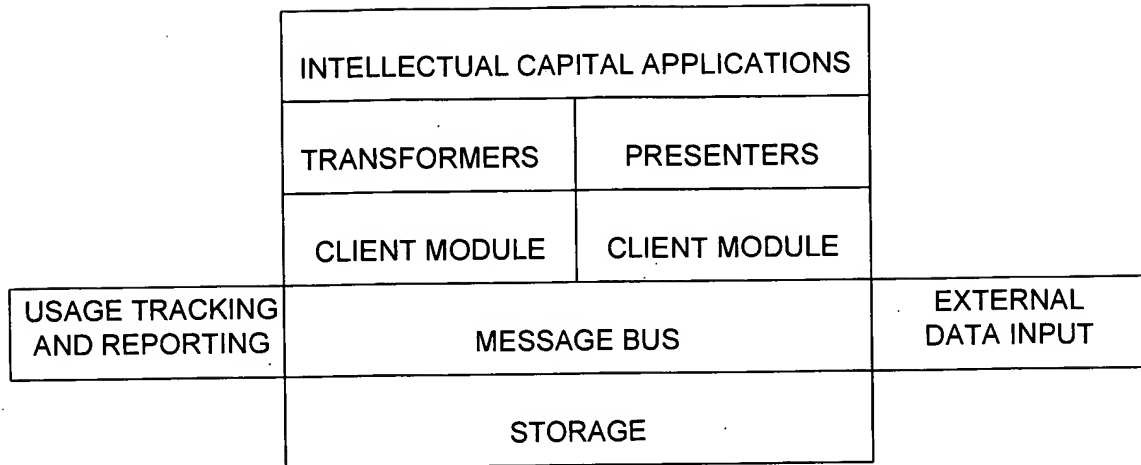 INTELLECTUAL CAPITAL APPLICATIONS
TRANSFORMERS
PRESENTERS
CLIENT MODULE
CLIENT MODULE
USAGE TRACKING
AND REPORTING
MESSAGE BUS
EXTERNAL
DATA INPUT
STORAGE